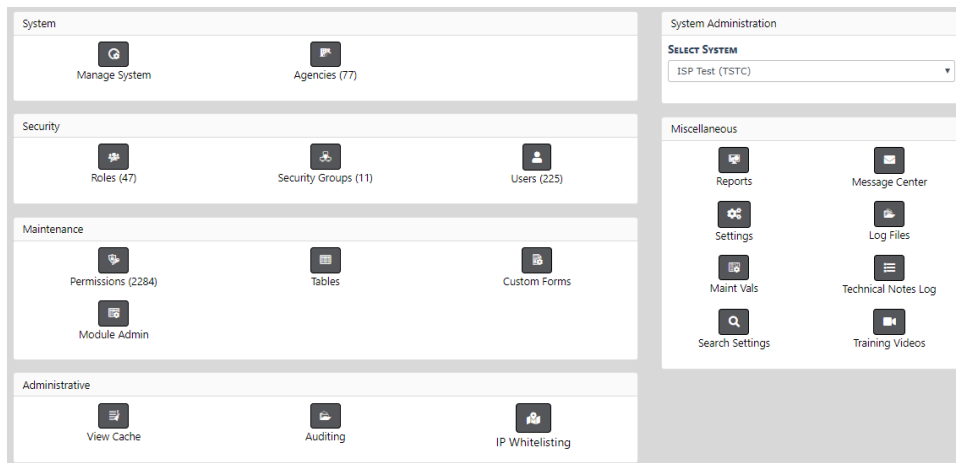 System
Manage System
Agencies (77)
Security
Roles (47)
Security Groups (11)
Users (225)
Maintenance
Permissions (2284)
Tables
Custom Forms
Module Admin
Administrative
View Cache
Auditing
IP Whitelisting
System Administration
SELECT SYSTEM
ISP Test (TSTC)
Miscellaneous
Reports
Message Center
Settings
Log Files
Maint Vals
Technical Notes Log
Search Settings
Training Videos